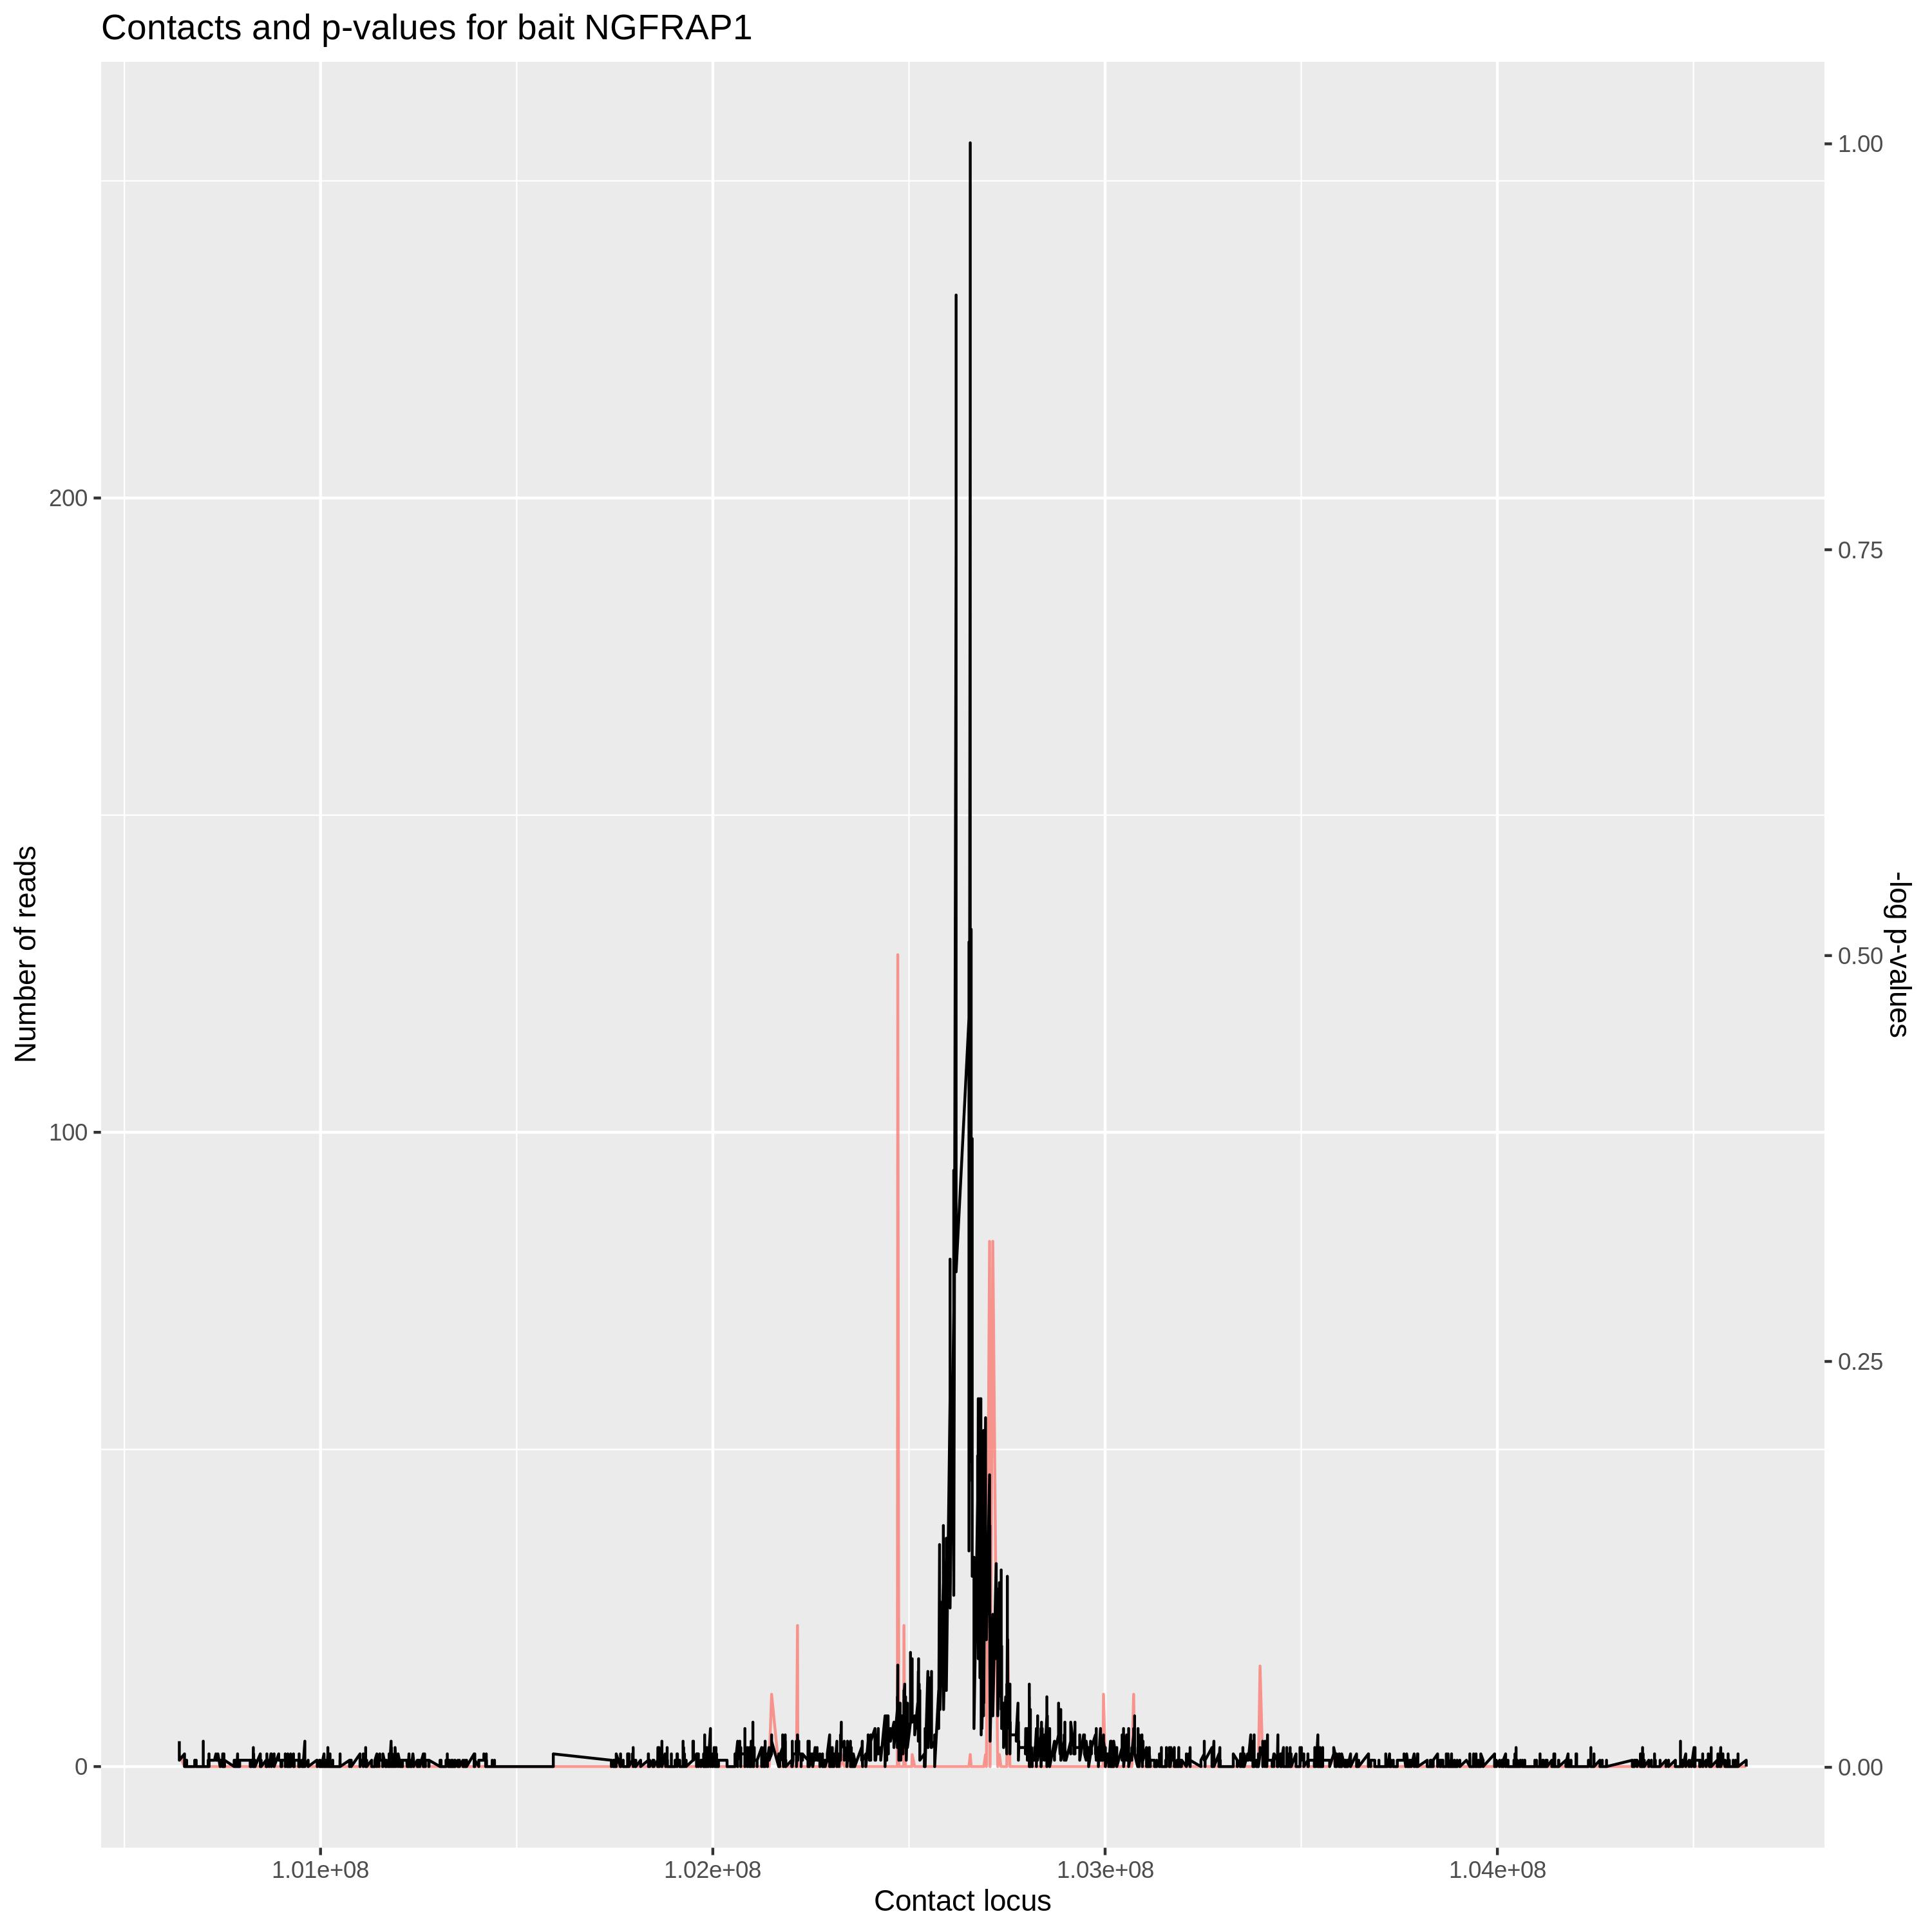 Contacts and p-values for bait NGFRAP1
1.00
0.75
0.50
0.25
0.00
-log p-values
200
100
0
Number of reads
1.01e+08
1.02e+08
1.03e+08
1.04e+08
Contact locus